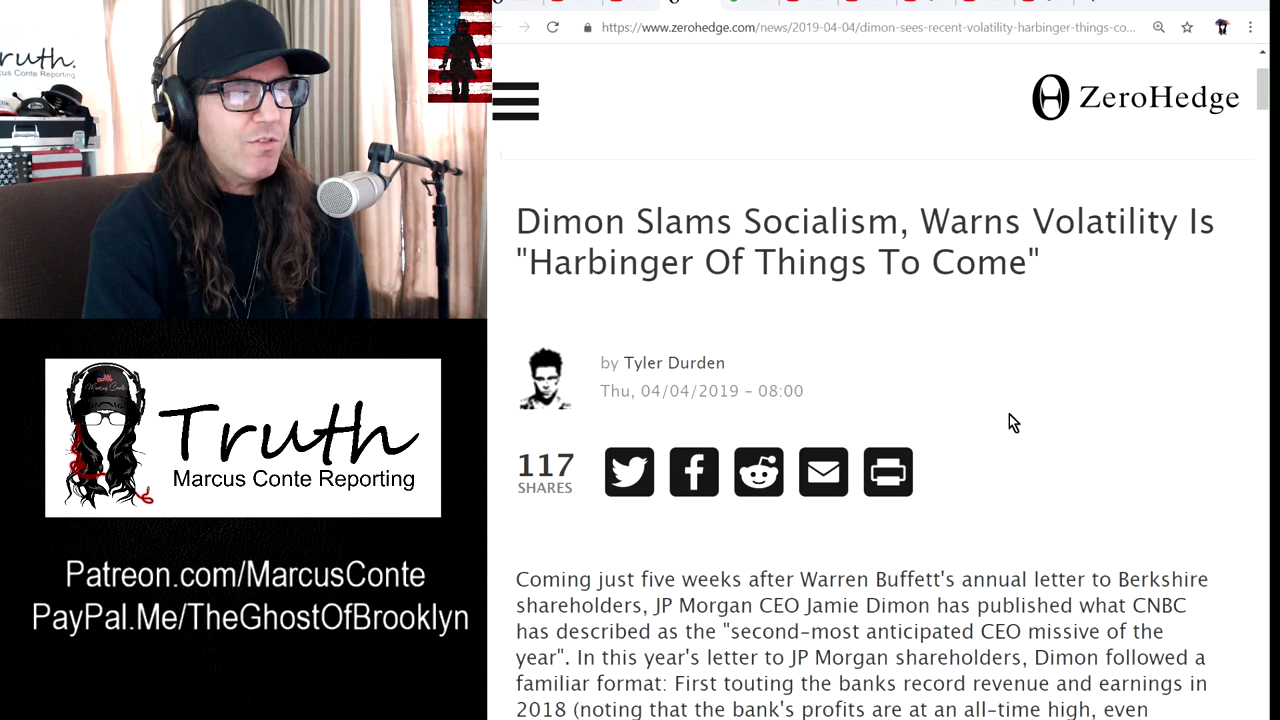 ruth.
cus Conte Reporting
https://www.zerohedge.com/news/2019-04-04/dimon-sees-recent-volatility-harbinger-things-co...
ZeroHedge
Dimon Slams Socialism, Warns Volatility Is
"Harbinger Of Things To Come"
by Tyler Durden
Thu, 04/04/2019 - 08:00
117
SHARES
Coming just five weeks after Warren Buffett's annual letter to Berkshire
shareholders, JP Morgan CEO Jamie Dimon has published what CNBC
has described as the "second-most anticipated CEO missive of the
year". In this year's letter to JP Morgan shareholders, Dimon followed a
familiar format: First touting the banks record revenue and earnings in
2018 (noting that the bank's profits are at an all-time high, even
Marcus Conte
Truth
Marcus Conte Reporting
Patreon.com/MarcusConte
PayPal.Me/TheGhostOfBrooklyn